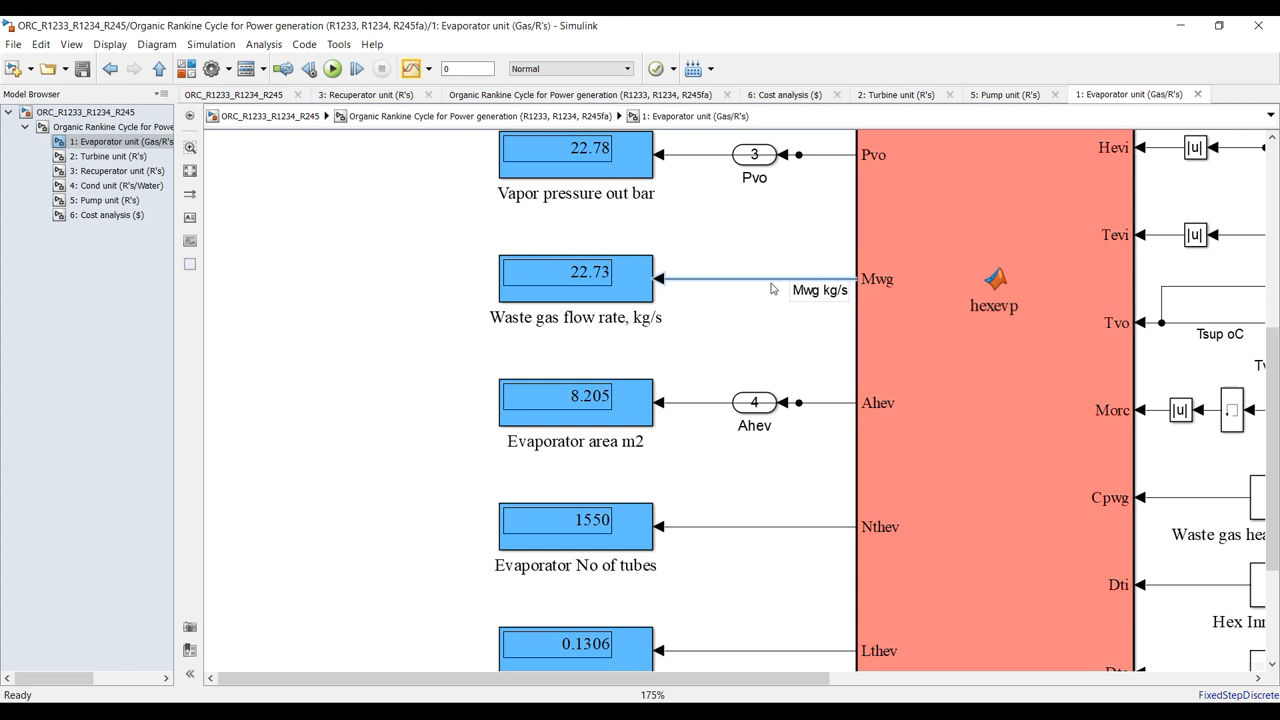 ORC_R1233_R1234_R245/Organic Rankine Cycle for Power generation (R1233, R1234, R245fa)/1: Evaporator unit (Gas/R's) - Simulink
File Edit View Display Diagram Simulation Analysis Code Tools Help
0
Normal
Model Browser
ORC_R1233_R1234_R245
3: Recuperator unit (R's)
Organic Rankine Cycle for Power generation (R1233, R1234, R245fa)
6: Cost analysis ($)
2: Turbine unit (R's)
5: Pump unit (R's)
1: Evaporator unit (Gas/R's)
ORC_R1233_R1234_R245
Organic Rankine Cycle for Powe
1: Evaporator unit (Gas/R's
2: Turbine unit (R's)
3: Recuperator unit (R's)
4: Cond unit (R's/Water)
5: Pump unit (R's)
6: Cost analysis ($)
ORC_R1233_R1234_R245
Organic Rankine Cycle for Power generation (R1233, R1234, R245fa)
1: Evaporator unit (Gas/R's)
22.78
Vapor pressure out bar
3
Pvo
Pvo
22.73
Waste gas flow rate, kg/s
Mwg kg/s
Mwg
8.205
Evaporator area m2
4
Ahev
Ahev
1550
Evaporator No of tubes
Nthev
0.1306
Lthev
hexevp
Hevi
|u|
Tevi
|u|
Tvo
Tsup oC
Morc
|u|
Cpwg
Waste gas hea
Dti
Hex Inn
Ready
175%
FixedStepDiscrete